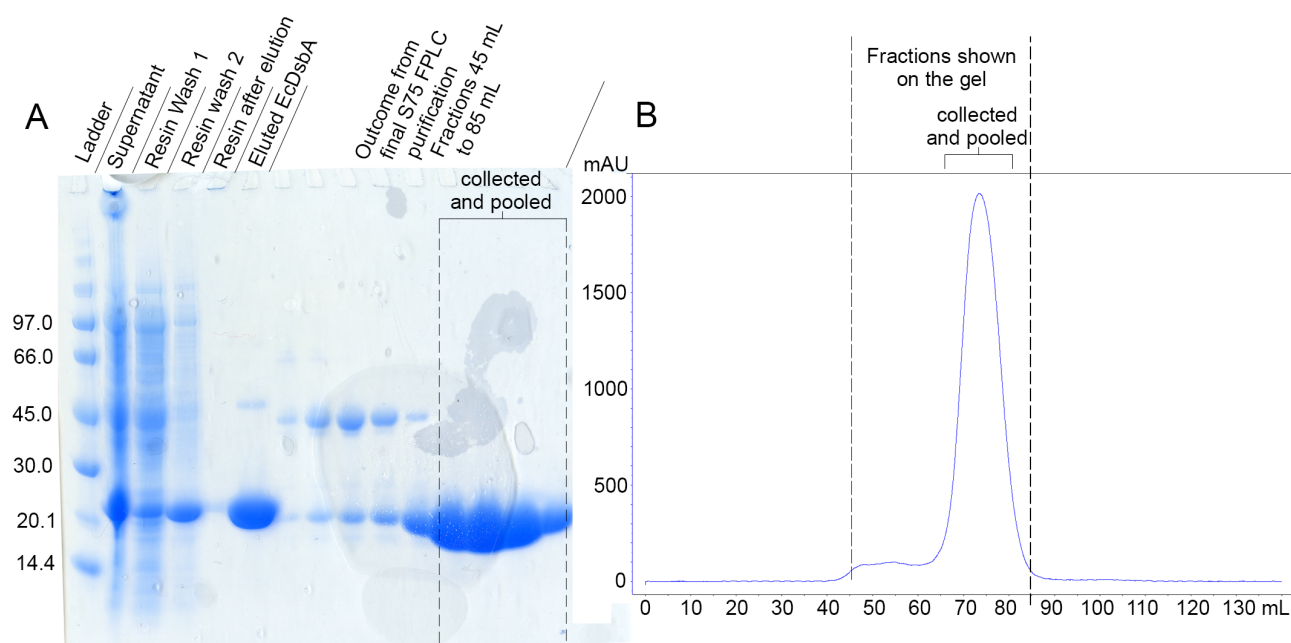 A
Ladder
Supernatant
Resin Wash 1
Resin wash 2
Resin after elution
Eluted EcDsbA
Outcome from
final S75 FPLC
purification
Fractions 45 mL
to 85 mL
collected
and pooled
97.0
66.0
45.0
30.0
20.1
14.4
B
Fractions shown
on the gel
collected
and pooled
mAU
2000
1500
1000
500
0
0 10 20 30 40 50 60 70 80 90 mL 110 120 130 mL